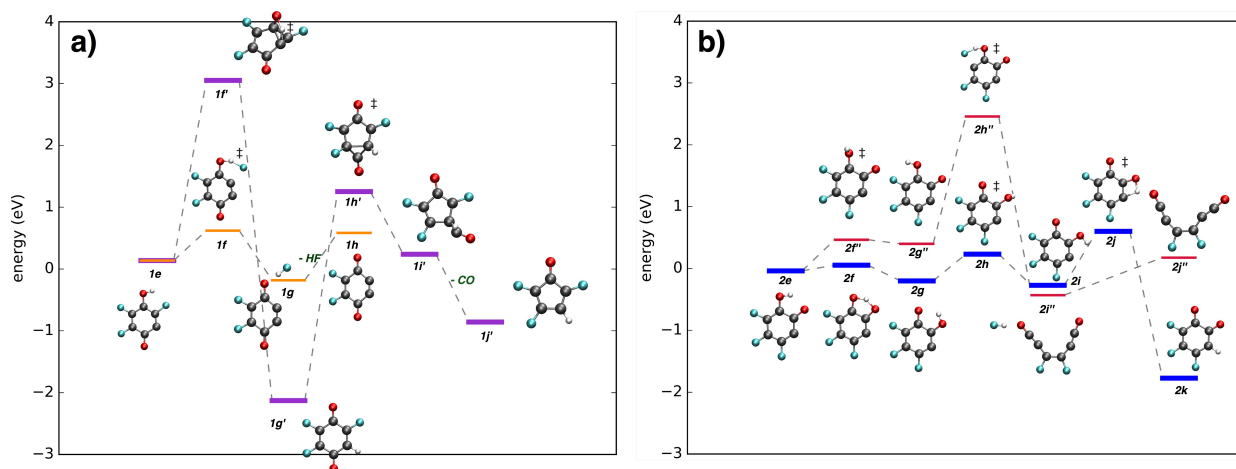 a)
energy (eV)
4
3
2
1
0
−1
−2
−3
1e
1f'
‡
1f
‡
1g
- HF
1g'
1h'
‡
1h
1i'
- CO
1j'
b)
energy (eV)
4
3
2
1
0
−1
−2
−3
2e
2f''
‡
2f
2g''
2g
2h''
‡
2h
‡
2i
2i''
2j
‡
2j''
2k